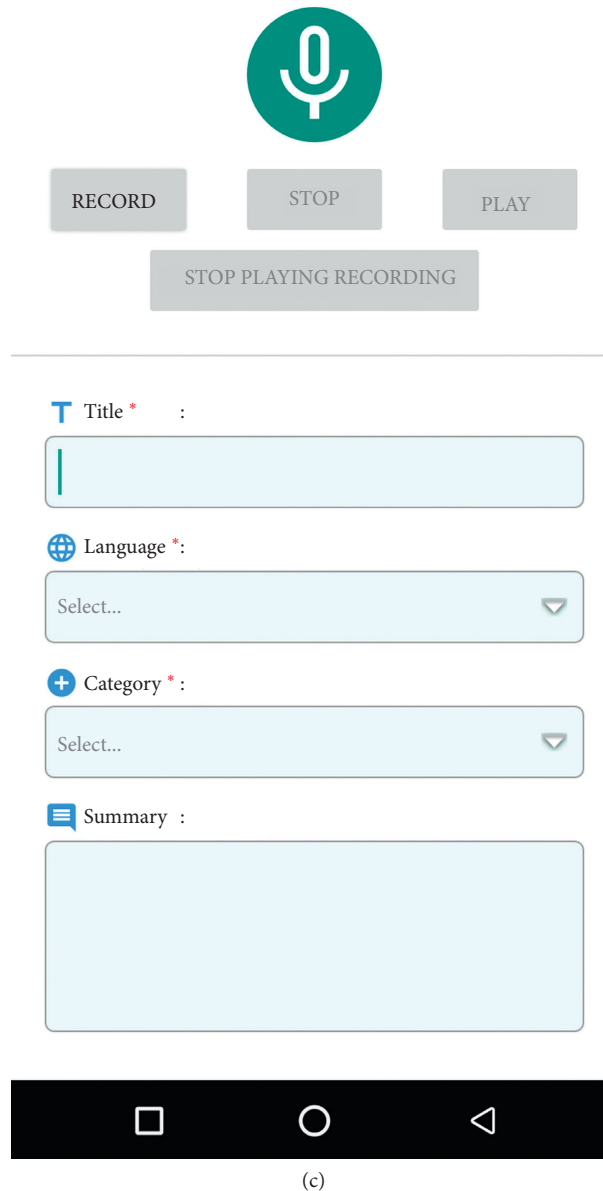 RECORD STOP PLAY
STOP PLAYING RECORDING
Title * :
Language *:
Select...
Category * :
Select...
Summary :
(c)